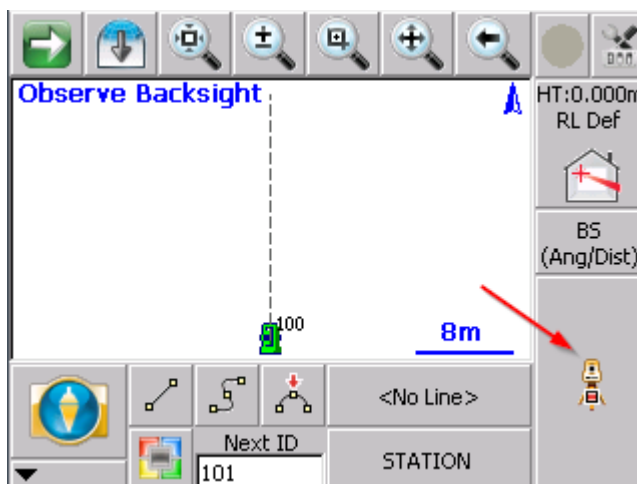 Observe Backsight
HT:0.000m
RL Def
BS
(Ang/Dist)
100
8m
<No Line>
Next ID
101
STATION